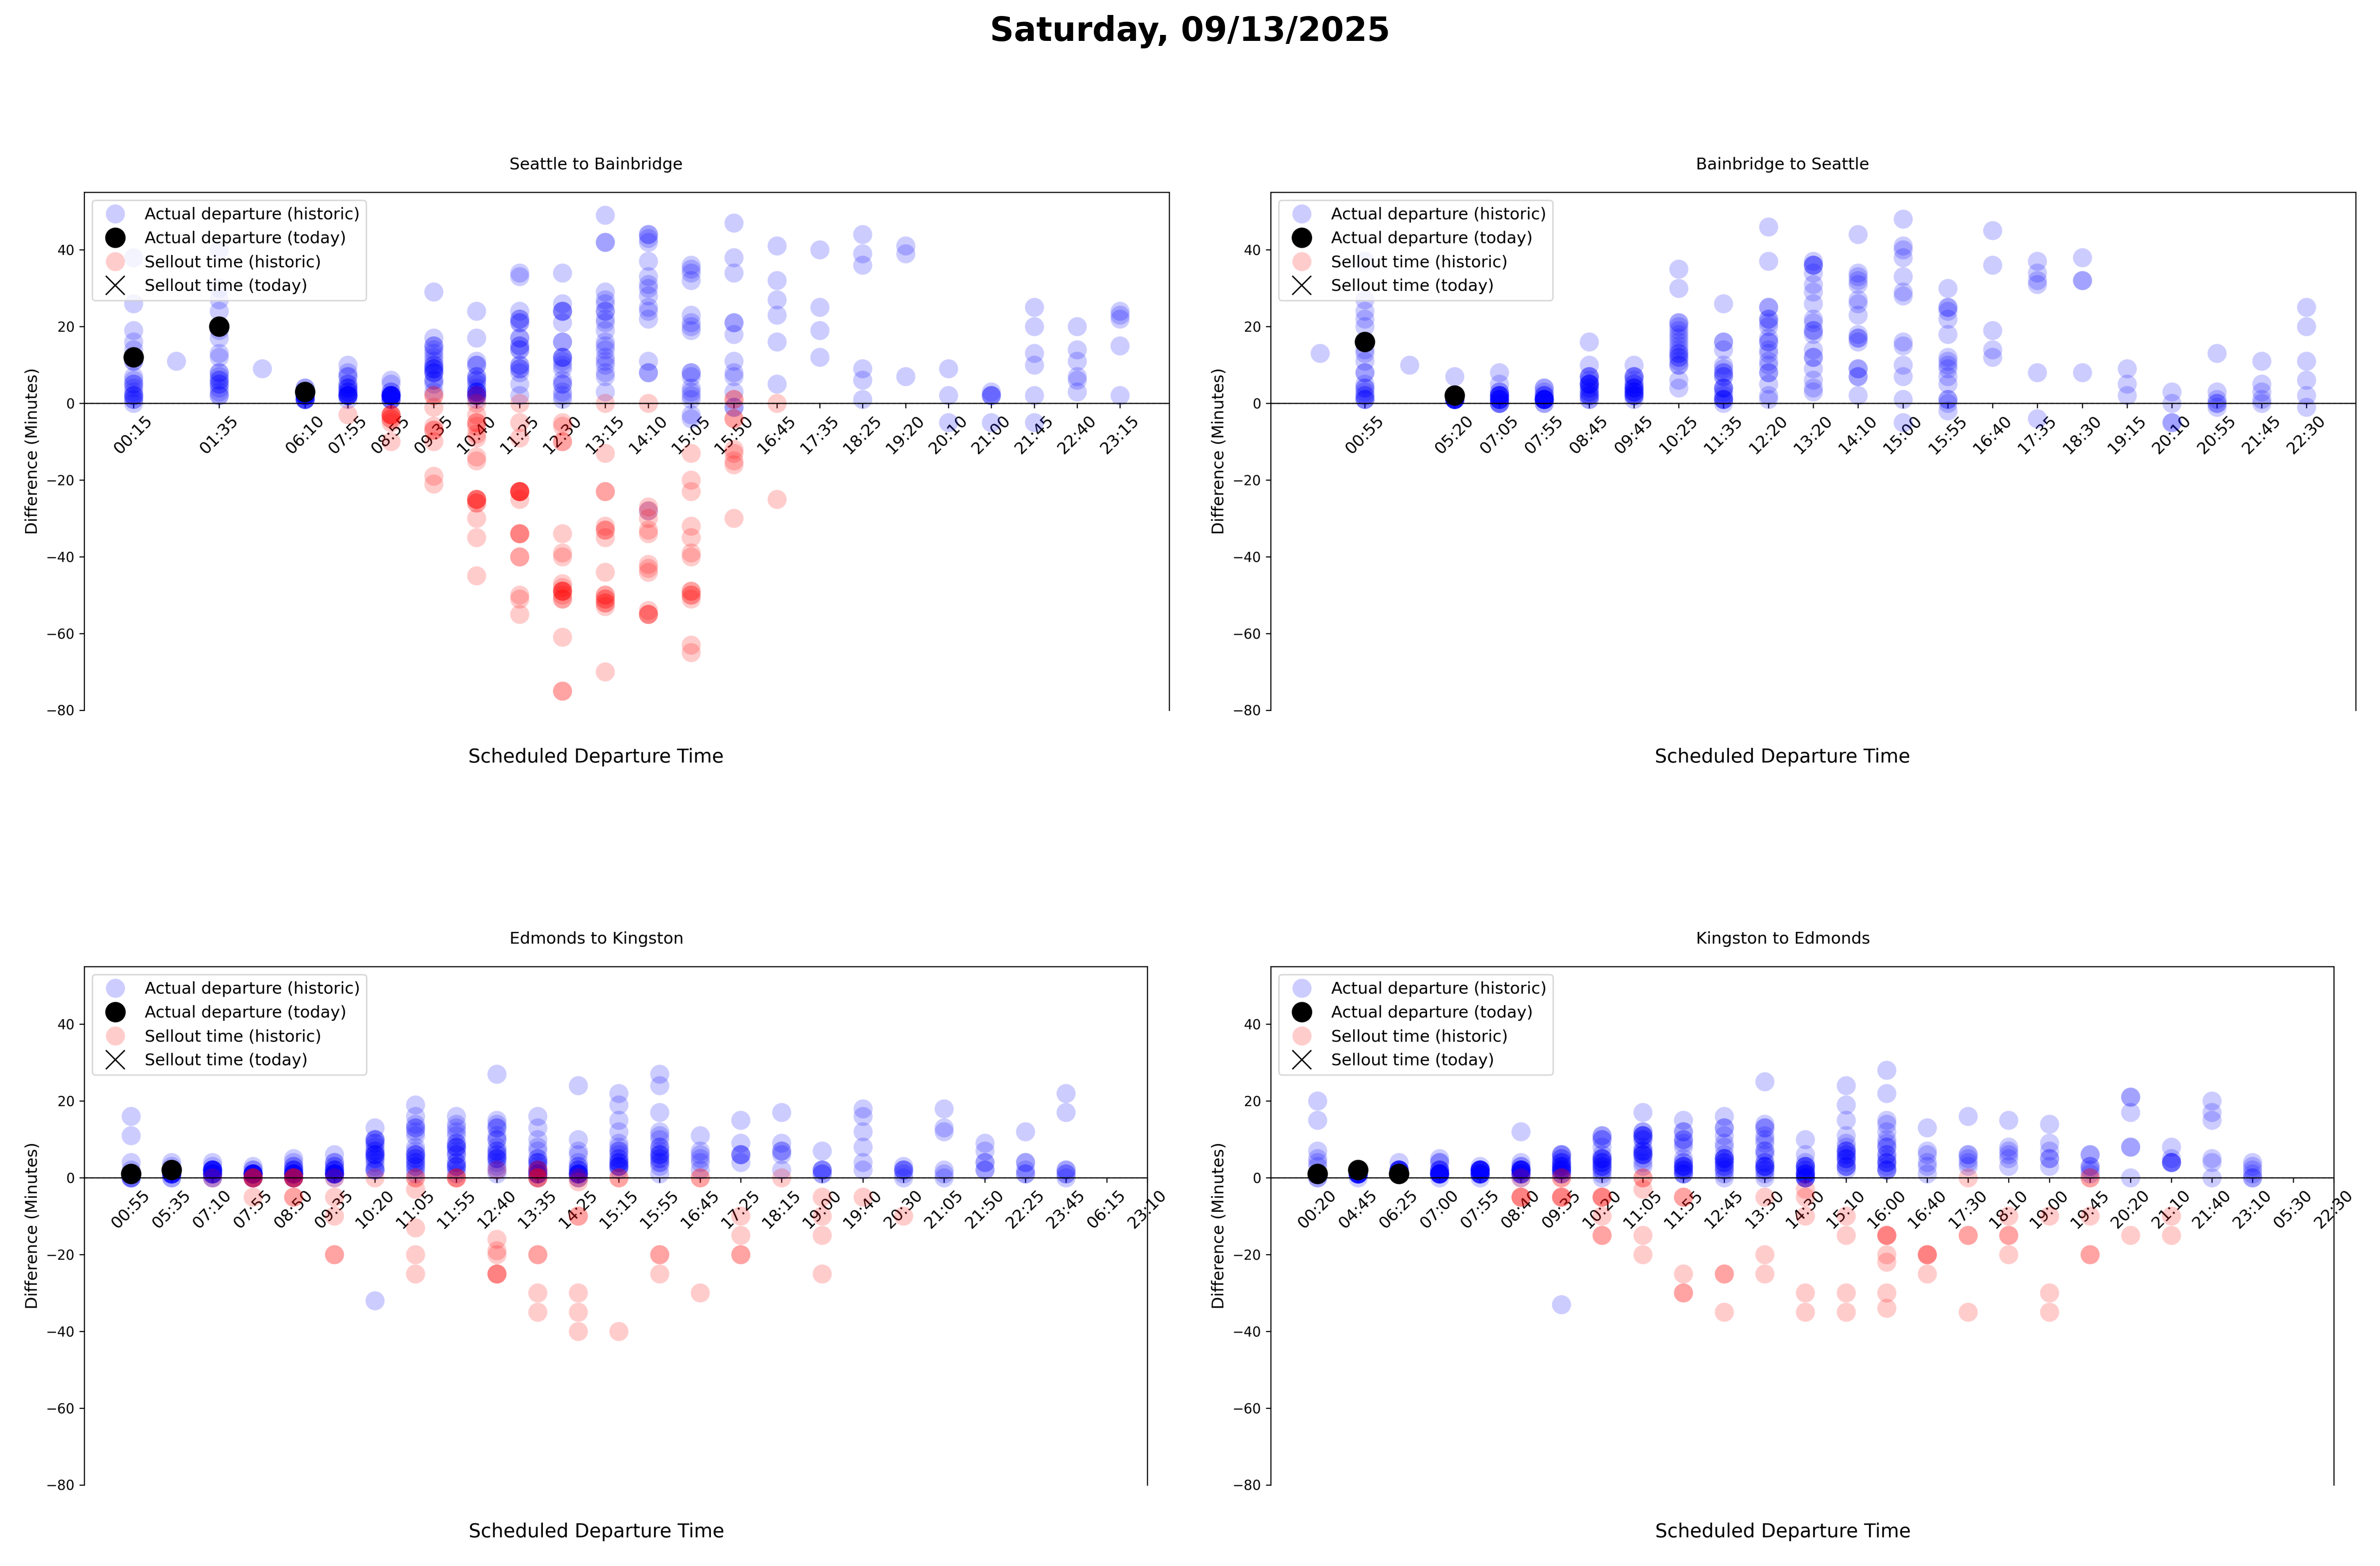 Saturday, 09/13/2025
Seattle to Bainbridge
Actual departure (historic)
Actual departure (today)
Sellout time (historic)
Sellout time (today)
Difference (Minutes)
40
20
0
−20
−40
−60
−80
00:15 01:35 06:10 07:55 08:55 09:35 10:40 11:25 12:30 13:15 14:10 15:05 15:50 16:45 17:35 18:25 19:20 20:10 21:00 21:45 22:40 23:15
Scheduled Departure Time
Bainbridge to Seattle
Actual departure (historic)
Actual departure (today)
Sellout time (historic)
Sellout time (today)
Difference (Minutes)
40
20
0
−20
−40
−60
−80
00:55 05:20 07:05 07:55 08:45 09:45 10:25 11:35 12:20 13:20 14:10 15:00 15:55 16:40 17:35 18:30 19:15 20:10 20:55 21:45 22:30
Scheduled Departure Time
Edmonds to Kingston
Actual departure (historic)
Actual departure (today)
Sellout time (historic)
Sellout time (today)
Difference (Minutes)
40
20
0
−20
−40
−60
−80
00:55 05:35 07:10 07:55 08:50 09:35 10:20 11:05 11:55 12:40 13:35 14:25 15:15 15:55 16:45 17:25 18:15 19:00 19:40 20:30 21:05 21:50 22:25 23:45 06:15 23:10
Scheduled Departure Time
Kingston to Edmonds
Actual departure (historic)
Actual departure (today)
Sellout time (historic)
Sellout time (today)
Difference (Minutes)
40
20
0
−20
−40
−60
−80
00:20 04:45 06:25 07:00 07:55 08:40 09:35 10:20 11:05 11:55 12:45 13:30 14:30 15:10 16:00 16:40 17:30 18:10 19:00 19:45 20:20 21:10 21:40 23:10 05:30 22:30
Scheduled Departure Time